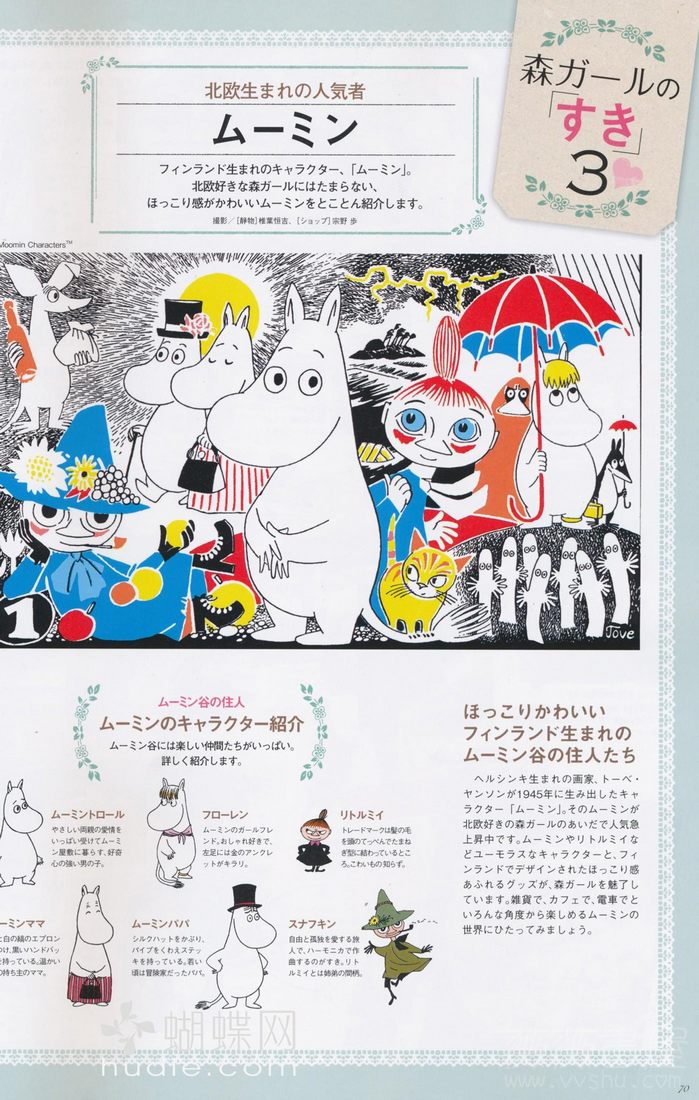 森ガールの
「すき」
3
北欧生まれの人気者
ムーミン
フィンランド生まれのキャラクター、「ムーミン」。
北欧好きな森ガールにはたまらない、
ほっこり感がかわいいムーミンをとことん紹介します。
撮影／［静物］椎葉恒吉、［ショップ］宗野 歩
Moomin Characters™
1
Tove
ムーミン谷の住人
ムーミンのキャラクター紹介
ムーミン谷には楽しい仲間たちがいっぱい。
詳しく紹介します。
ムーミントロール
やさしい両親の愛情を
いっぱい受けてムーミ
ン屋敷に暮らす、好奇
心の強い男の子。
フローレン
ムーミンのガールフレ
ンド。おしゃれ好きで、
左足には金のアンクレ
ットがキラリ。
リトルミイ
トレードマークは髪の毛
を頭のてっぺんでたまね
ぎ型に結わっているとこ
ろ。こわいもの知らず。
ーミンママ
と白の縞のエプロン
つけ、黒いハンドバッ
を持っている。温かい
の持ち主のママ。
ムーミンパパ
シルクハットをかぶり、
パイプをくわえステッ
キを持っている。若い
頃は冒険家だったパパ。
スナフキン
自由と孤独を愛する旅
人で、ハーモニカで作
曲するのがすき。リト
ルミイとは姉弟の間柄。
ほっこりかわいい
フィンランド生まれの
ムーミン谷の住人たち
ヘルシンキ生まれの画家、トーベ・
ヤンソンが1945年に生み出したキャ
ラクター「ムーミン」。そのムーミンが
北欧好きの森ガールのあいだで人気急
上昇中です。ムーミンやリトルミイな
どユーモラスなキャラクターと、フィ
ンランドでデザインされたほっこり感
あふれるグッズが、森ガールを魅了し
ています。雑貨で、カフェで、電車でと
いろんな角度から楽しめるムーミンの
世界にひたってみましょう。
蝴蝶网
hudie.com
70